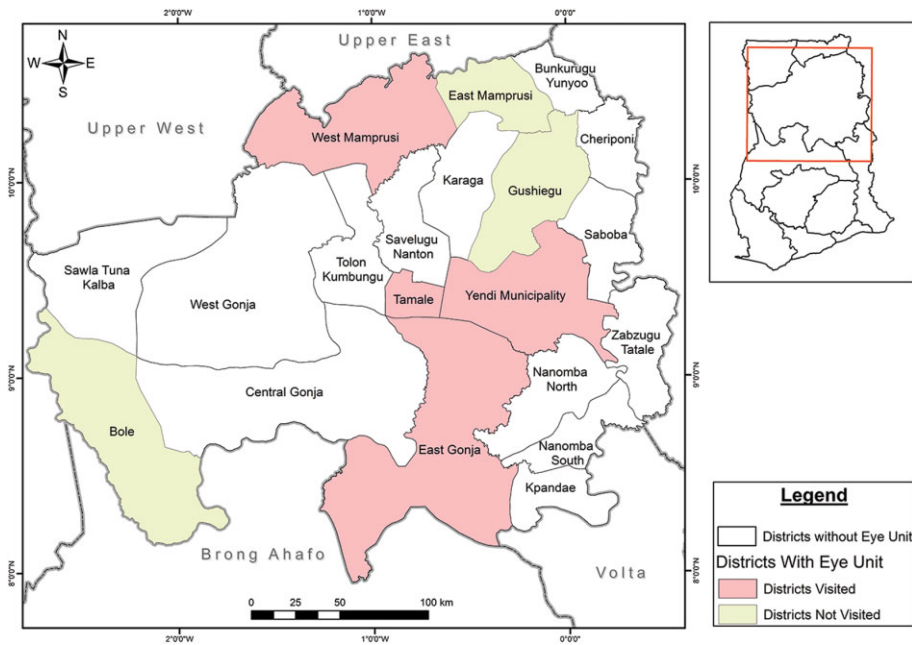 2°0'0"W
1°0'0"W
0°0'0"
N
W
E
S
Upper East
Upper West
Bunkurugu
Yunyoo
East Mamprusi
West Mamprusi
Cheriponi
10°0'0"N
10°0'0"N
Karaga
Gushiegu
Saboba
Savelugu
Nanton
Tolon
Kumbungu
Sawla Tuna
Kalba
West Gonja
Tamale
Yendi Municipality
Zabzugu
Tatale
9°0'0"N
9°0'0"N
Nanomba
North
Central Gonja
Bole
East Gonja
Nanomba
South
Kpandae
Brong Ahafo
Volta
8°0'0"N
8°0'0"N
0
25
50
100 km
2°0'0"W
1°0'0"W
0°0'0"
Legend
Districts without Eye Unit
Districts With Eye Unit
Districts Visited
Districts Not Visited